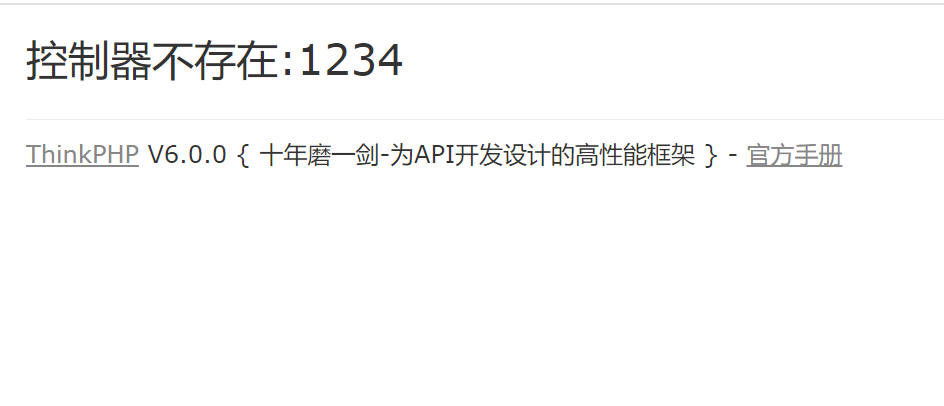 控制器不存在:1234
ThinkPHP V6.0.0 { 十年磨一剑-为API开发设计的高性能框架 } - 官方手册